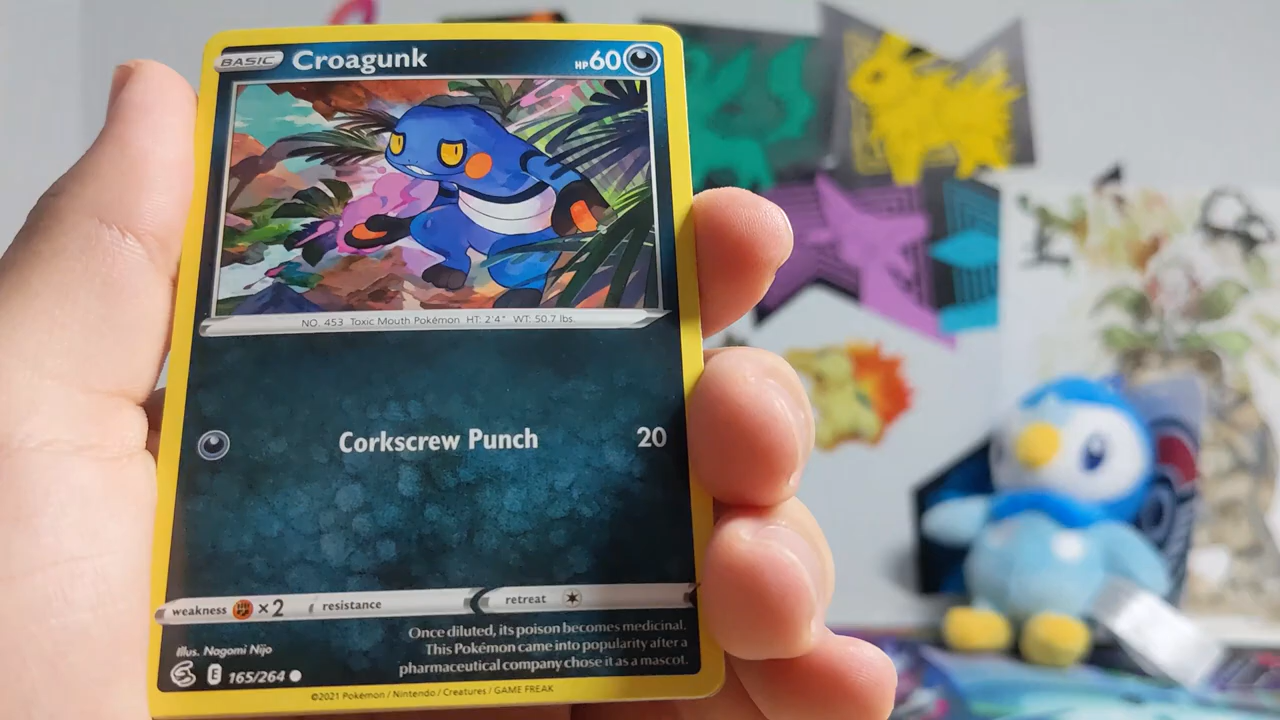 BASIC Croagunk HP60
NO. 453 Toxic Mouth Pokémon HT: 2'4" WT: 50.7 lbs.
Corkscrew Punch 20
weakness ×2 resistance retreat
Once diluted, its poison becomes medicinal.
This Pokémon came into popularity after a
pharmaceutical company chose it as a mascot.
Illus. Nagomi Nijo
E 165/264
©2021 Pokémon / Nintendo / Creatures / GAME FREAK